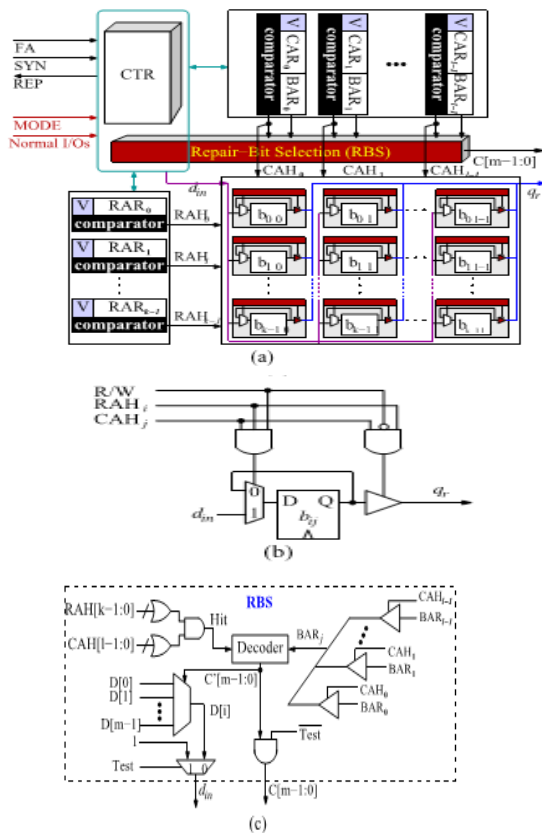 FA
SYN
REP
MODE
Normal I/Os
CTR
comparator
V
CAR0
BAR0
comparator
V
CAR1
BAR1
comparator
V
CARl-1
BARl-1
Repair-Bit Selection (RBS)
C[m-1:0]
din
CAH0
CAH1
CAHl-1
qr
V RAR0
comparator
RAH0
b0 0
b0 1
b0 l-1
V RAR1
comparator
RAH1
b1 0
b1 1
b1 l-1
V RARk-1
comparator
RAHk-1
bk-1 0
bk-1 1
(a)
R/W
RAHi
CAHj
0
1
din
D Q
bij
qr
(b)
RBS
RAH[k-1:0]
CAH[l-1:0]
Hit
Decoder
BARj
CAHl-1
BARl-1
CAH1
BAR1
CAH0
BAR0
D[0]
D[1]
D[m-1]
C'[m-1:0]
D[i]
1
Test
1 0
Test
din
C[m-1:0]
(c)